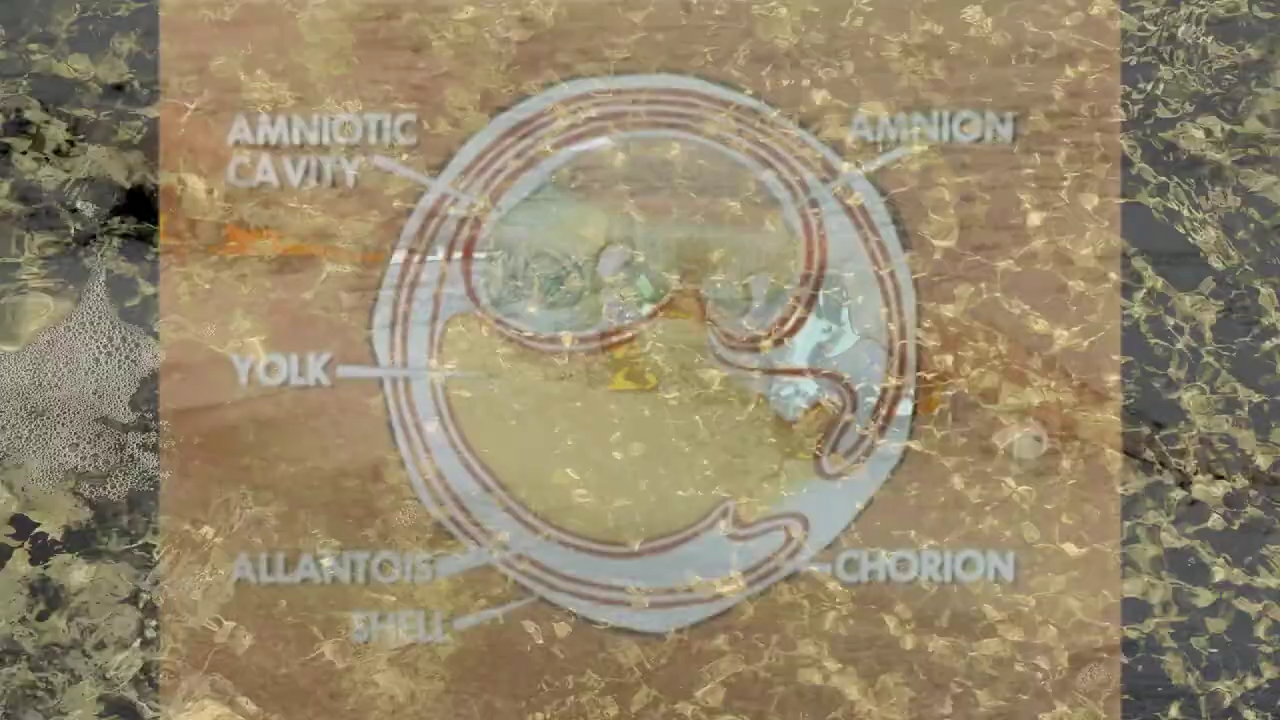 AMNIOTIC
CAVITY
AMNION
YOLK
ALLANTOIS
CHORION
SHELL